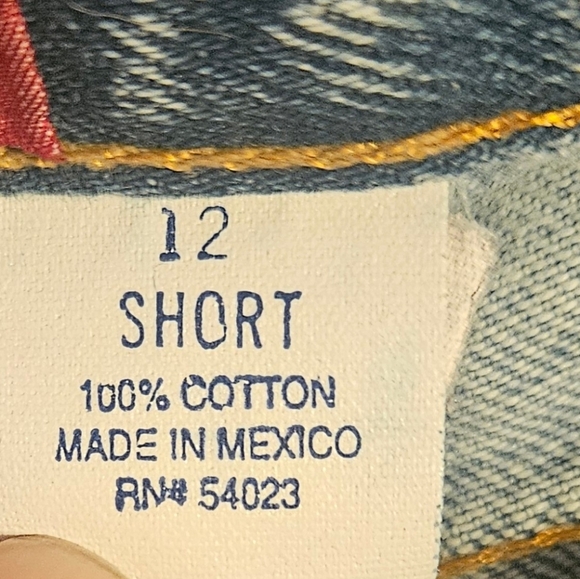 12
SHORT
100% COTTON
MADE IN MEXICO
RN# 54023